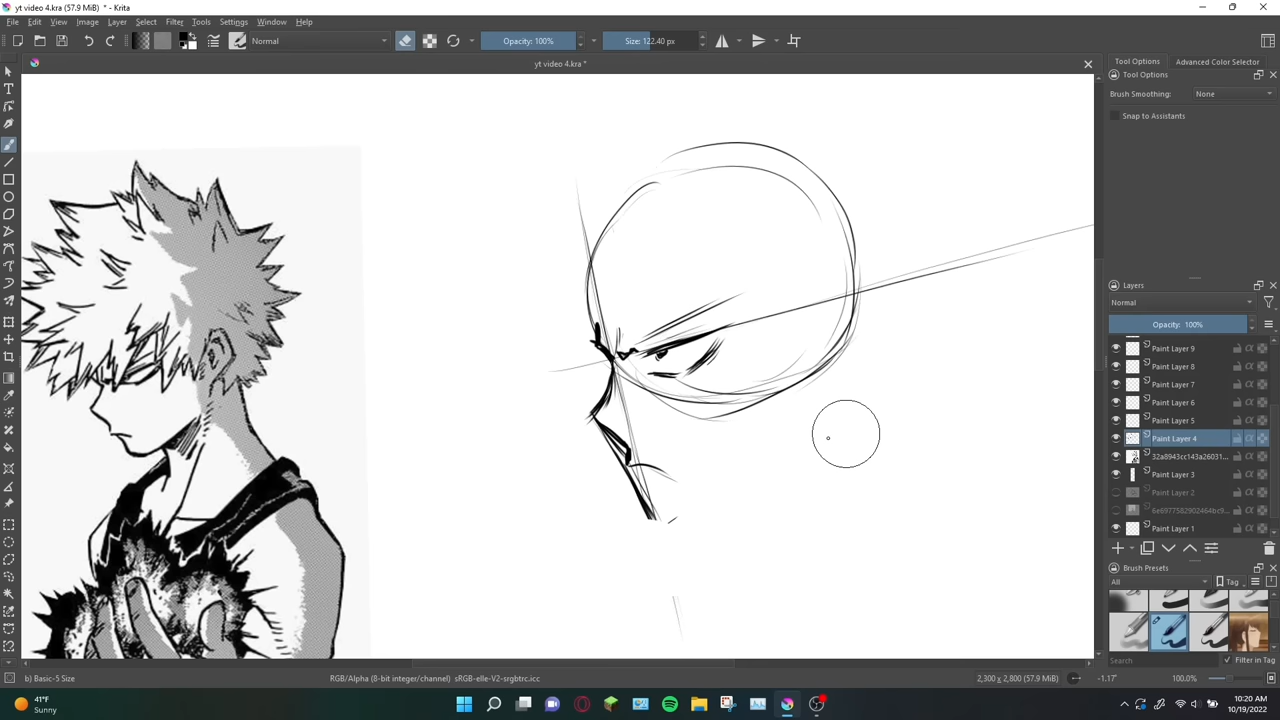 yt video 4.kra (57.9 MiB) * - Krita
File Edit View Image Layer Select Filter Tools Settings Window Help
Normal Opacity: 100% Size: 122.40 px
yt video 4.kra *
Tool Options Advanced Color Selector
Tool Options
Brush Smoothing: None
Snap to Assistants
Layers
Normal
Opacity: 100%
Paint Layer 9
Paint Layer 8
Paint Layer 7
Paint Layer 6
Paint Layer 5
Paint Layer 4
32a8943cc143a26031...
Paint Layer 3
Paint Layer 2
6e6977582902464bc9...
Paint Layer 1
Brush Presets
All Tag
Search Filter in Tag
b) Basic-5 Size RGB/Alpha (8-bit integer/channel) sRGB-elle-V2-srgbtrc.icc 2,300 x 2,800 (57.9 MiB) -1.17° 100.0%
41°F
Sunny
10:20 AM
10/19/2022